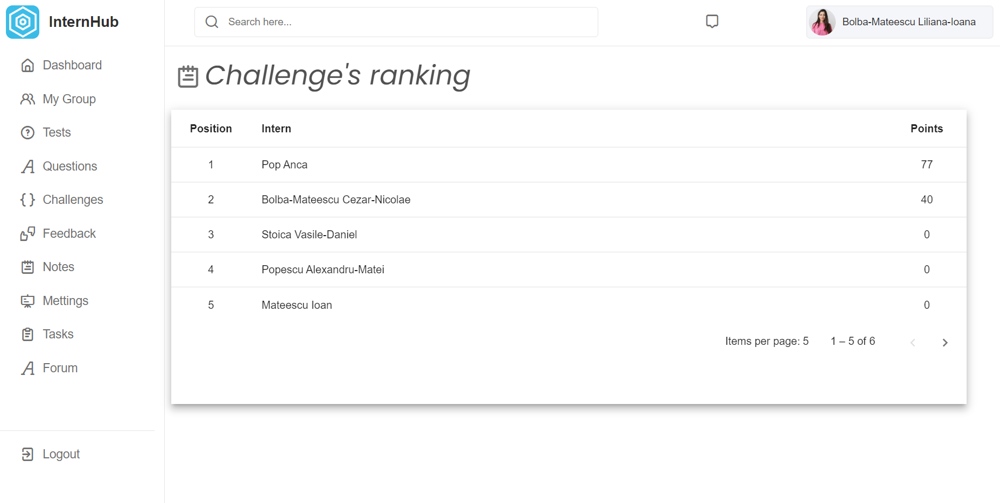 InternHub
Search here...
Bolba-Mateescu Liliana-Ioana
Dashboard
My Group
Tests
Questions
Challenges
Feedback
Notes
Mettings
Tasks
Forum
Logout
Challenge's ranking
Position Intern Points
1 Pop Anca 77
2 Bolba-Mateescu Cezar-Nicolae 40
3 Stoica Vasile-Daniel 0
4 Popescu Alexandru-Matei 0
5 Mateescu Ioan 0
Items per page: 5 1 – 5 of 6